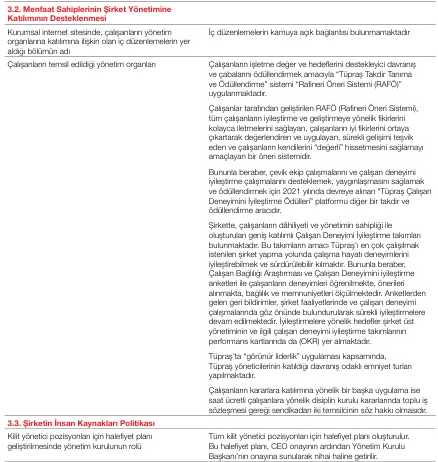 3.2. Menfaat Sahiplerinin Şirket Yönetimine
Katılımının Desteklenmesi
Kurumsal internet sitesinde, çalışanların yönetim
organlarına katılımına ilişkin olan iç düzenlemelerin yer
aldığı bölümün adı
İç düzenlemelerin kamuya açık bağlantısı bulunmamaktadır
Çalışanların temsil edildiği yönetim organları
Çalışanların işletme değer ve hedeflerini destekleyici davranış
ve çabalarını ödüllendirmek amacıyla “Tüpraş Takdir Tanıma
ve Ödüllendirme” sistemi “Rafineri Öneri Sistemi (RAFÖ)”
uygulanmaktadır.
Çalışanlar tarafından geliştirilen RAFÖ (Rafineri Öneri Sistemi),
tüm çalışanların iyileştirme ve geliştirmeye yönelik fikirlerini
kolayca iletmelerini sağlayan, çalışanların iyi fikirlerini ortaya
çıkartarak değerlendiren ve uygulayan, sürekli gelişimi teşvik
eden ve çalışanların kendilerini “değerli” hissetmesini sağlamayı
amaçlayan bir öneri sistemidir.
Bununla beraber, çevik ekip çalışmalarını ve çalışan deneyimi
iyileştirme çalışmalarını desteklemek, yaygınlaşmasını sağlamak
ve ödüllendirmek için 2021 yılında devreye alınan “Tüpraş Çalışan
Deneyimini İyileştirme Ödülleri” platformu diğer bir takdir ve
ödüllendirme aracıdır.
Şirkette, çalışanların dâhiliyeti ve yönetimin sahipliği ile
oluşturulan geniş katılımlı Çalışan Deneyimi İyileştirme takımları
bulunmaktadır. Bu takımların amacı Tüpraş’ı en çok çalışılmak
istenilen şirket yapma yolunda çalışma hayatı deneyimlerini
iyileştirebilmek ve sürdürülebilir kılmaktır. Bununla beraber,
Çalışan Bağlılığı Araştırması ve Çalışan Deneyimini iyileştirme
anketleri ile çalışanların deneyimleri öğrenilmekte, önerileri
alınmakta, bağlılık ve memnuniyetleri ölçülmektedir. Anketlerden
gelen geri bildirimler, şirket faaliyetlerinde ve çalışan deneyimi
çalışmalarında göz önünde bulundurularak sürekli iyileştirmelere
devam edilmektedir. İyileştirmelere yönelik hedefler şirket üst
yönetiminin ve ilgili çalışan deneyimi iyileştirme takımlarının
performans kartlarında da (OKR) yer almaktadır.
Tüpraş’ta “görünür liderlik” uygulaması kapsamında,
Tüpraş yöneticilerinin katıldığı davranış odaklı emniyet turları
yapılmaktadır.
Çalışanların kararlara katılımına yönelik bir başka uygulama ise
saat ücretli çalışanlara yönelik disiplin kurulu kararlarında toplu iş
sözleşmesi gereği sendikadan iki temsilcinin söz hakkı olmasıdır.
3.3. Şirketin İnsan Kaynakları Politikası
Kilit yönetici pozisyonları için halefiyet planı
geliştirilmesinde yönetim kurulunun rolü
Tüm kilit yönetici pozisyonları için halefiyet planı oluşturulur.
Bu halefiyet planı, CEO onayının ardından Yönetim Kurulu
Başkanı’nın onayına sunularak nihai haline getirilir.